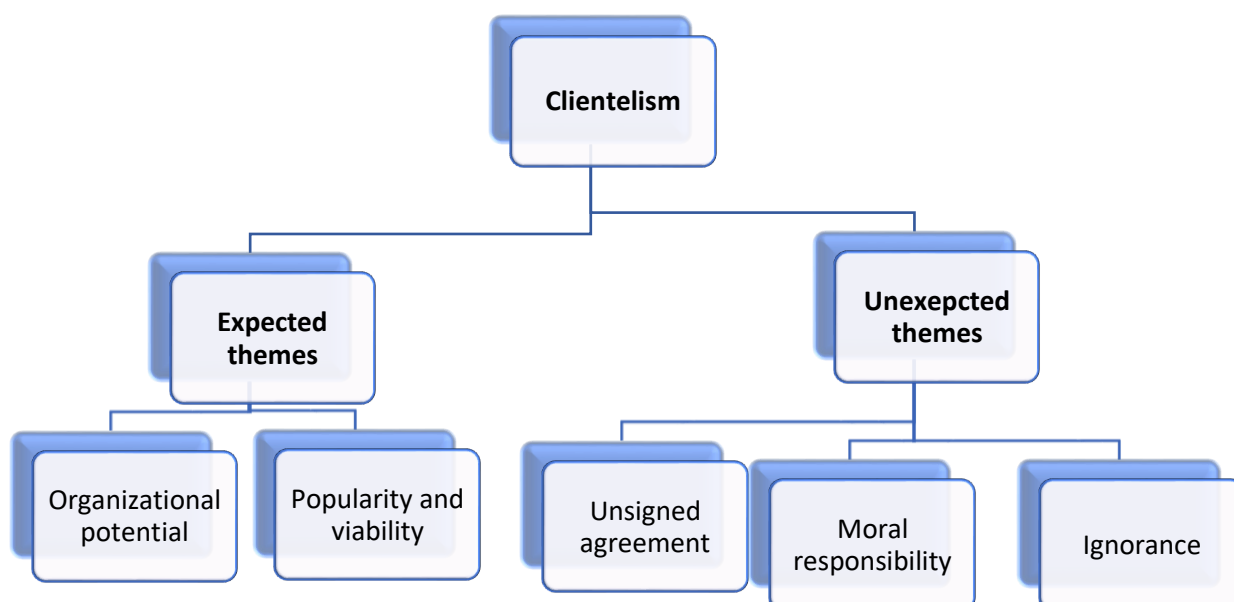 Clientelism
Expected
themes
Unexepcted
themes
Organizational
potential
Popularity and
viability
Unsigned
agreement
Moral
responsibility
Ignorance